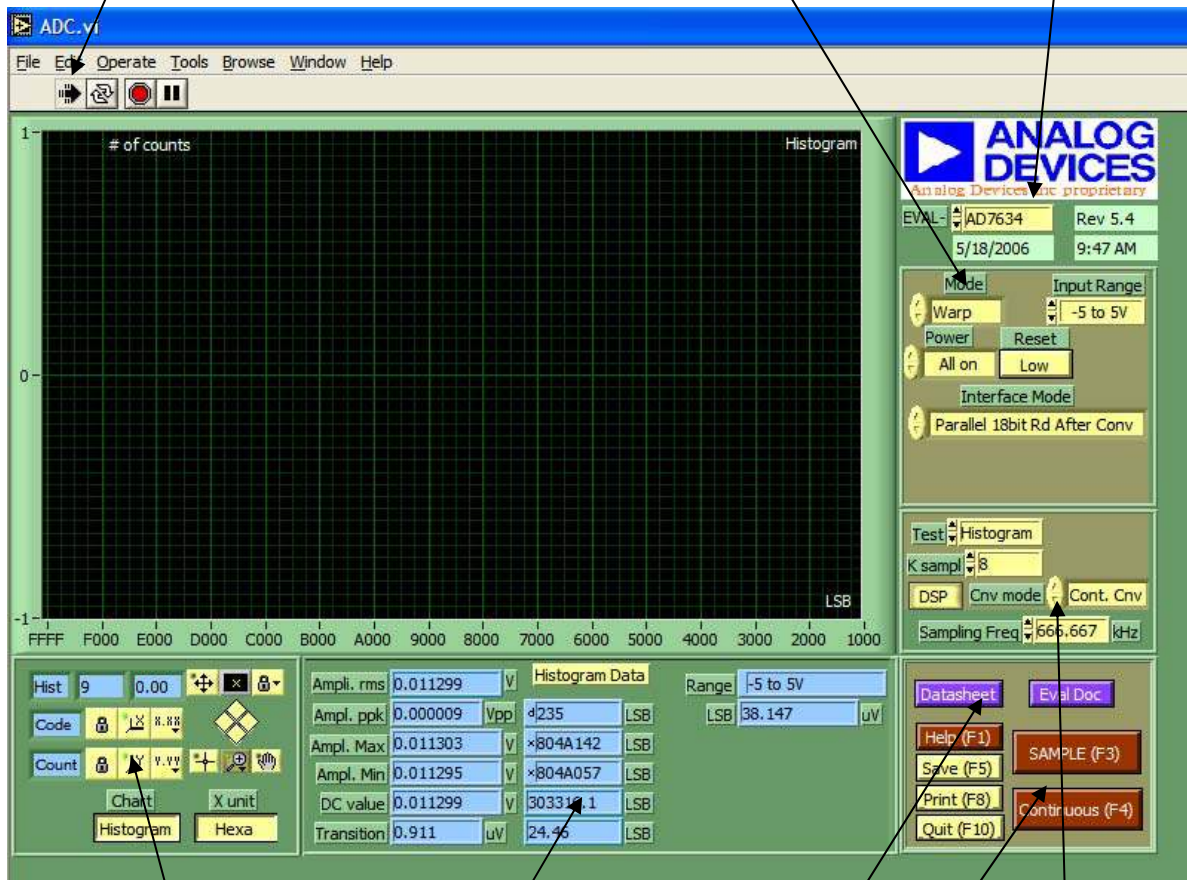 ADC.vi
File Edit Operate Tools Browse Window Help
1
# of counts
Histogram
0
-1
LSB
FFFF F000 E000 D000 C000 B000 A000 9000 8000 7000 6000 5000 4000 3000 2000 1000
ANALOG
DEVICES
Analog Devices Inc proprietary
EVAL- AD7634 Rev 5.4
5/18/2006 9:47 AM
Mode Input Range
Warp -5 to 5V
Power Reset
All on Low
Interface Mode
Parallel 18bit Rd After Conv
Test Histogram
K sampl 8
DSP Cnv mode Cont. Cnv
Sampling Freq 666.667 kHz
Hist 9 0.00
Code
Count
Chart X unit
Histogram Hexa
Ampli. rms 0.011299 V Histogram Data
Ampl. ppk 0.000009 Vpp d235 LSB
Ampl. Max 0.011303 V x804A142 LSB
Ampl. Min 0.011295 V x804A057 LSB
DC value 0.011299 V LSB
Transition 0.911 uV 24.46 LSB
Range -5 to 5V
LSB 38.147 uV
Datasheet Eval Doc
Help (F1)
SAMPLE (F3)
Save (F5)
Print (F8)
Continuous (F4)
Quit (F10)